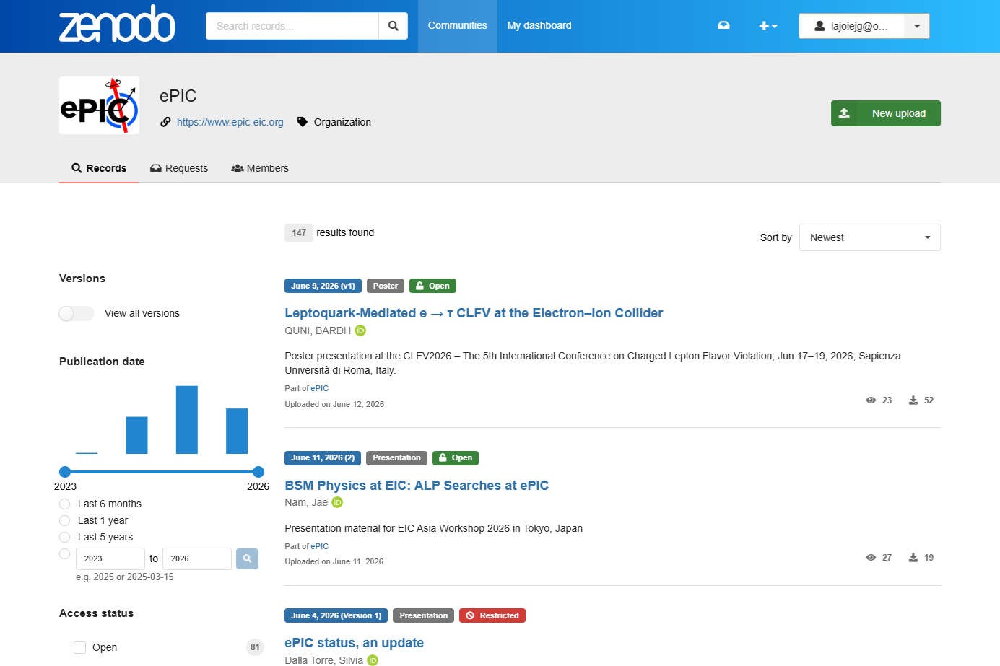 zenodo
Search records...
Communities
My dashboard
lajoiejg@o...
ePIC
ePIC
https://www.epic-eic.org
Organization
New upload
Records
Requests
Members
147 results found
Sort by
Newest
Versions
View all versions
Publication date
2023
2026
Last 6 months
Last 1 year
Last 5 years
2023 to 2026
e.g. 2025 or 2025-03-15
Access status
Open 81
June 9, 2026 (v1) Poster Open
Leptoquark-Mediated e → τ CLFV at the Electron–Ion Collider
QUNI, BARDH iD
Poster presentation at the CLFV2026 – The 5th International Conference on Charged Lepton Flavor Violation, Jun 17–19, 2026, Sapienza
Università di Roma, Italy.
Part of ePIC
Uploaded on June 12, 2026
23 52
June 11, 2026 (2) Presentation Open
BSM Physics at EIC: ALP Searches at ePIC
Nam, Jae iD
Presentation material for EIC Asia Workshop 2026 in Tokyo, Japan
Part of ePIC
Uploaded on June 11, 2026
27 19
June 4, 2026 (Version 1) Presentation Restricted
ePIC status, an update
Dalla Torre, Silvia iD